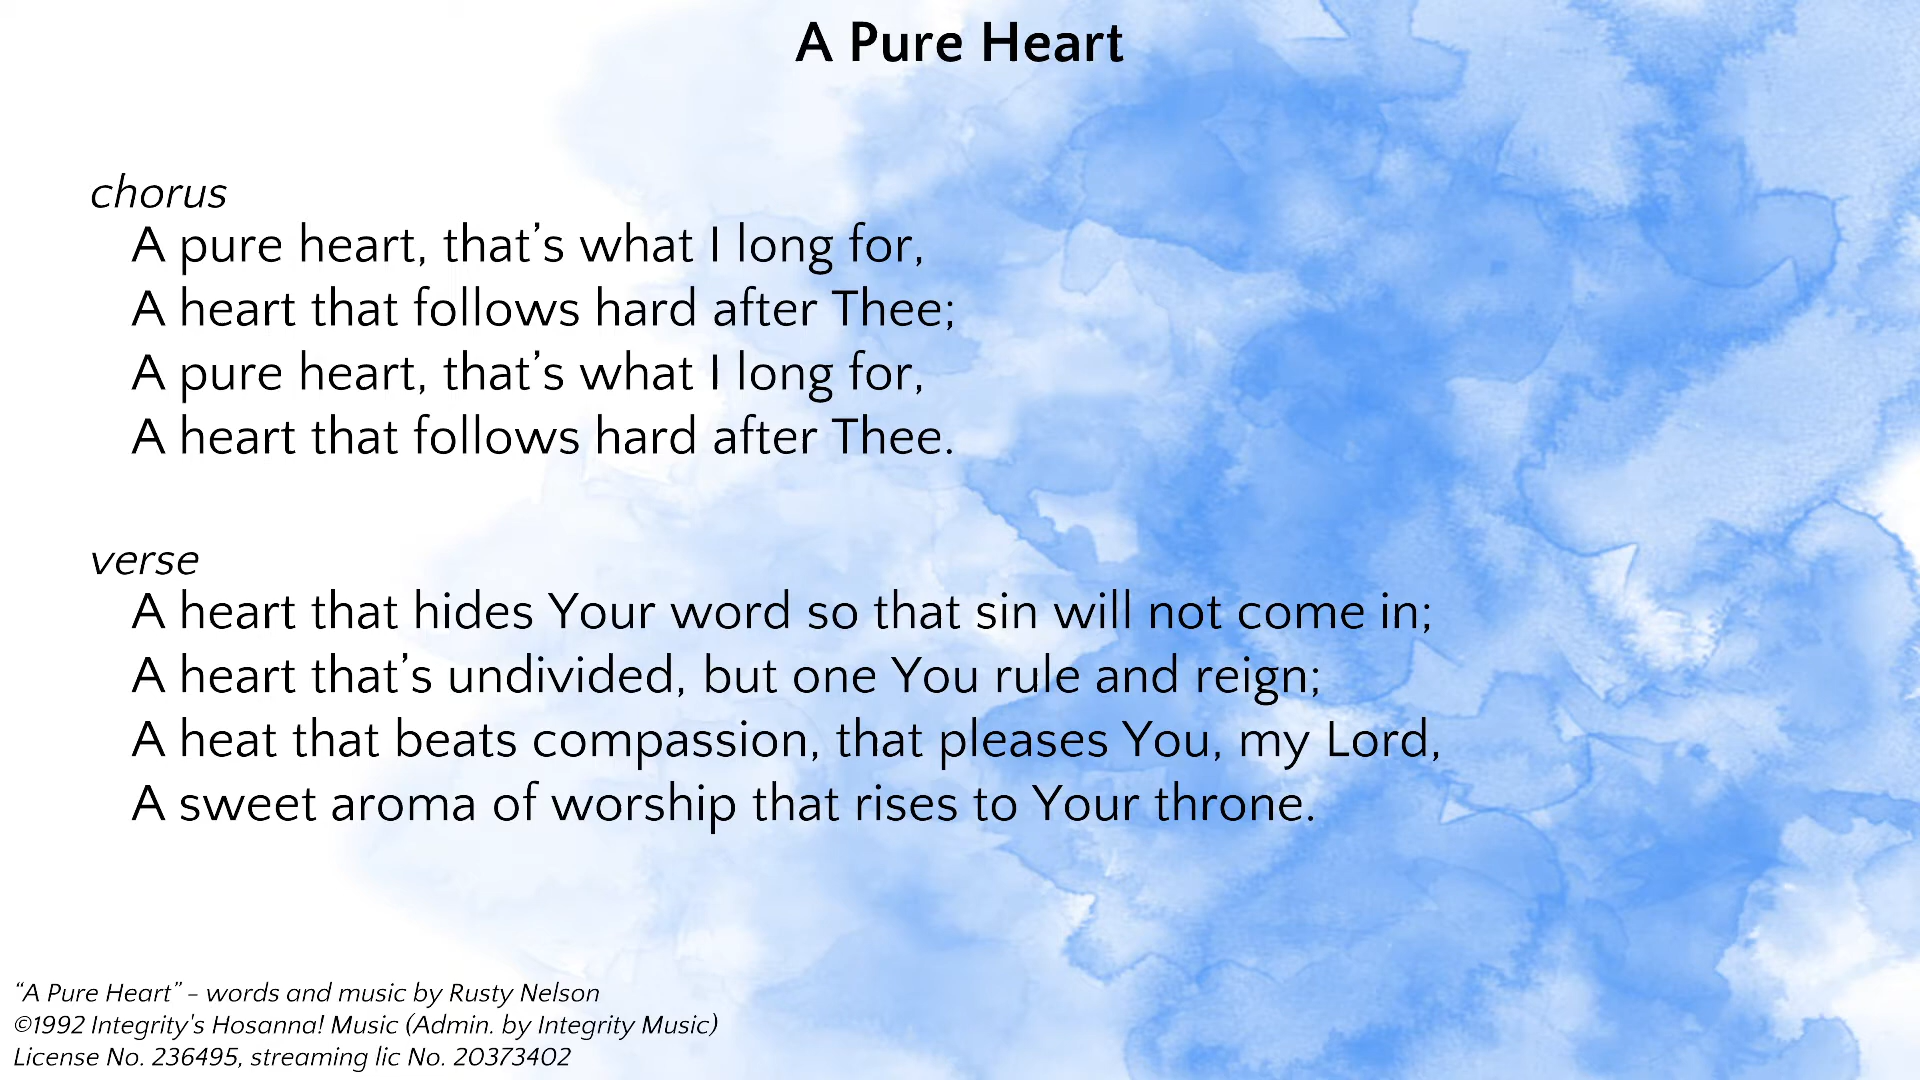 A Pure Heart
chorus
A pure heart, that’s what I long for,
A heart that follows hard after Thee;
A pure heart, that’s what I long for,
A heart that follows hard after Thee.
verse
A heart that hides Your word so that sin will not come in;
A heart that’s undivided, but one You rule and reign;
A heat that beats compassion, that pleases You, my Lord,
A sweet aroma of worship that rises to Your throne.
“A Pure Heart” – words and music by Rusty Nelson
©1992 Integrity's Hosanna! Music (Admin. by Integrity Music)
License No. 236495, streaming lic No. 20373402